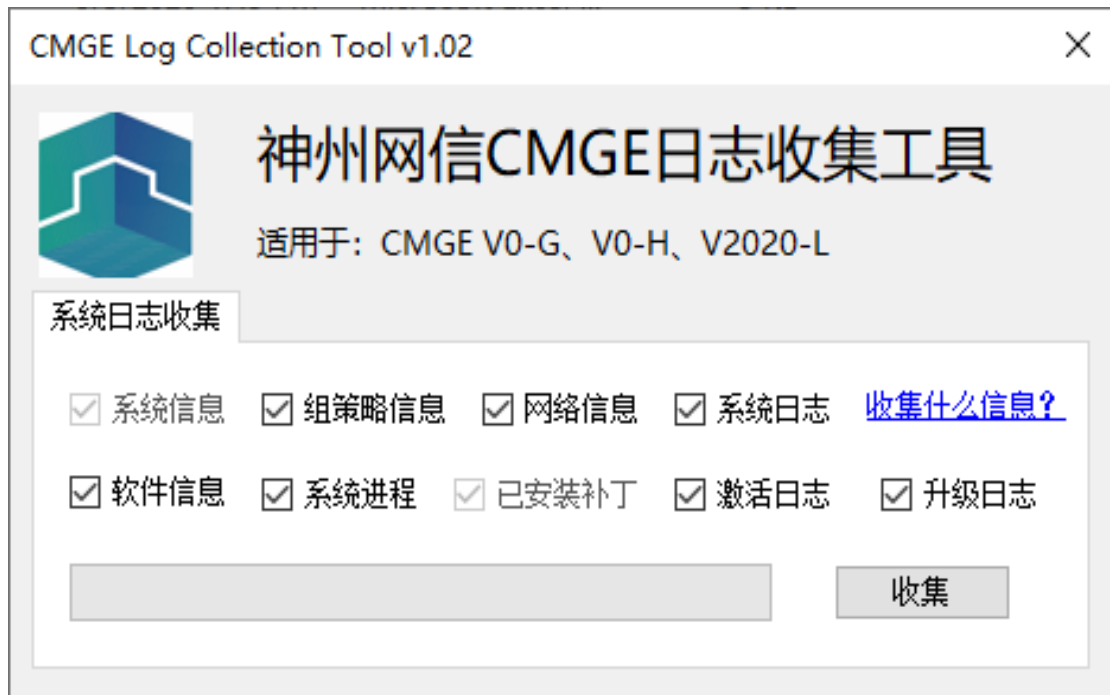 CMGE Log Collection Tool v1.02
神州网信CMGE日志收集工具
适用于：CMGE V0-G、V0-H、V2020-L
系统日志收集
系统信息 组策略信息 网络信息 系统日志 收集什么信息？
软件信息 系统进程 已安装补丁 激活日志 升级日志
收集